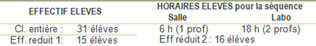 EFFECTIF ELEVES
HORAIRES ELEVES pour la séquence
Salle Labo
Cl. entière : 31 élèves 6 h (1 prof) 18 h (2 profs)
Eff. reduit 1: 15 élèves Eff réduit 2 : 16 élèves